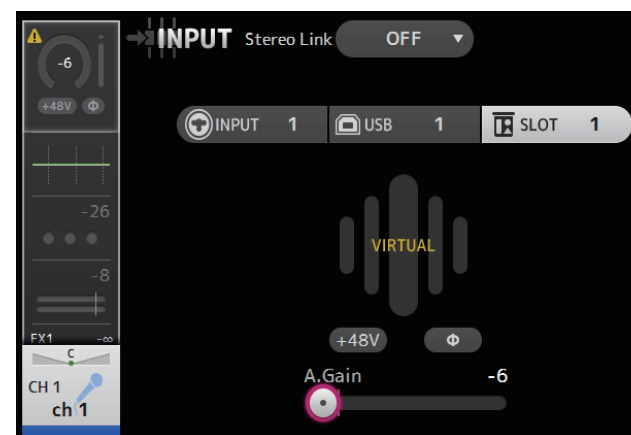 -6
+48V Φ
-26
-8
FX1 -∞
C
CH 1
ch 1
INPUT Stereo Link OFF
INPUT 1 USB 1 SLOT 1
VIRTUAL
+48V Φ
A.Gain -6